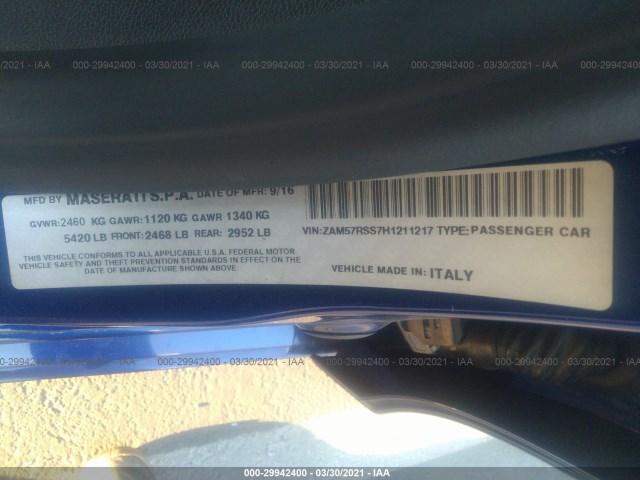 000-29942400 - 03/30/2021 - IAA
000-29942400 - 03/30/2021 - IAA
000-29942400 - 03/30/2021 - IAA
MFD BY MASERATI S.P.A. DATE OF MFR: 9/16
GVWR:2460 KG GAWR:1120 KG GAWR 1340 KG
5420 LB FRONT:2468 LB REAR: 2952 LB
THIS VEHICLE CONFORMS TO ALL APPLICABLE U.S.A. FEDERAL MOTOR
VEHICLE SAFETY AND THEFT PREVENTION STANDARDS IN EFFECT ON THE
DATE OF MANUFACTURE SHOWN ABOVE.
VIN:ZAM57RSS7H1211217 TYPE:PASSENGER CAR
VEHICLE MADE IN: ITALY
000-29942400 - 03/30/2021 - IAA
000-29942400 - 03/30/2021 - IAA
000-29942400 - 03/30/2021 - IAA
000-29942400 - 03/30/2021 - IAA